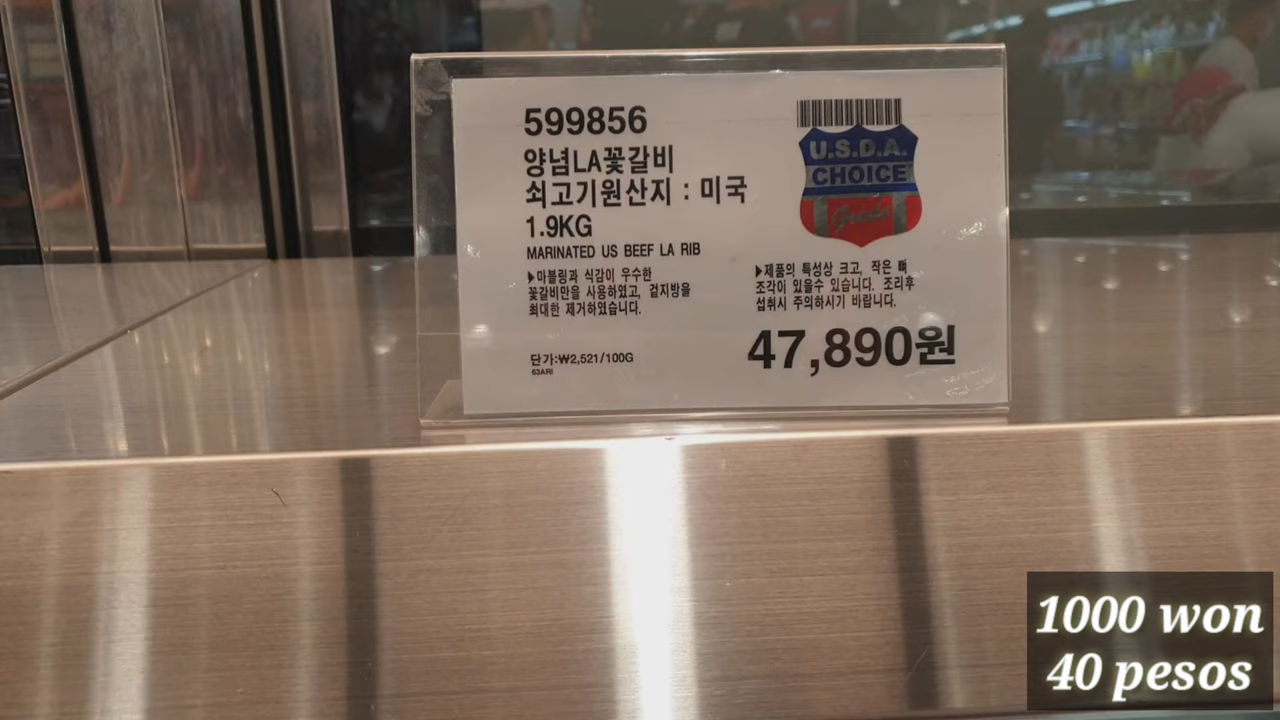 599856
양념LA꽃갈비
쇠고기원산지 : 미국
1.9KG
MARINATED US BEEF LA RIB
▶마블링과 식감이 우수한
꽃갈비만을 사용하였고, 겉지방을
최대한 제거하였습니다.
단가:₩2,521/100G
63ARI
U.S.D.A.
CHOICE
Grade
▶제품의 특성상 크고, 작은 뼈
조각이 있을수 있습니다. 조리후
섭취시 주의하시기 바랍니다.
47,890원
1000 won
40 pesos